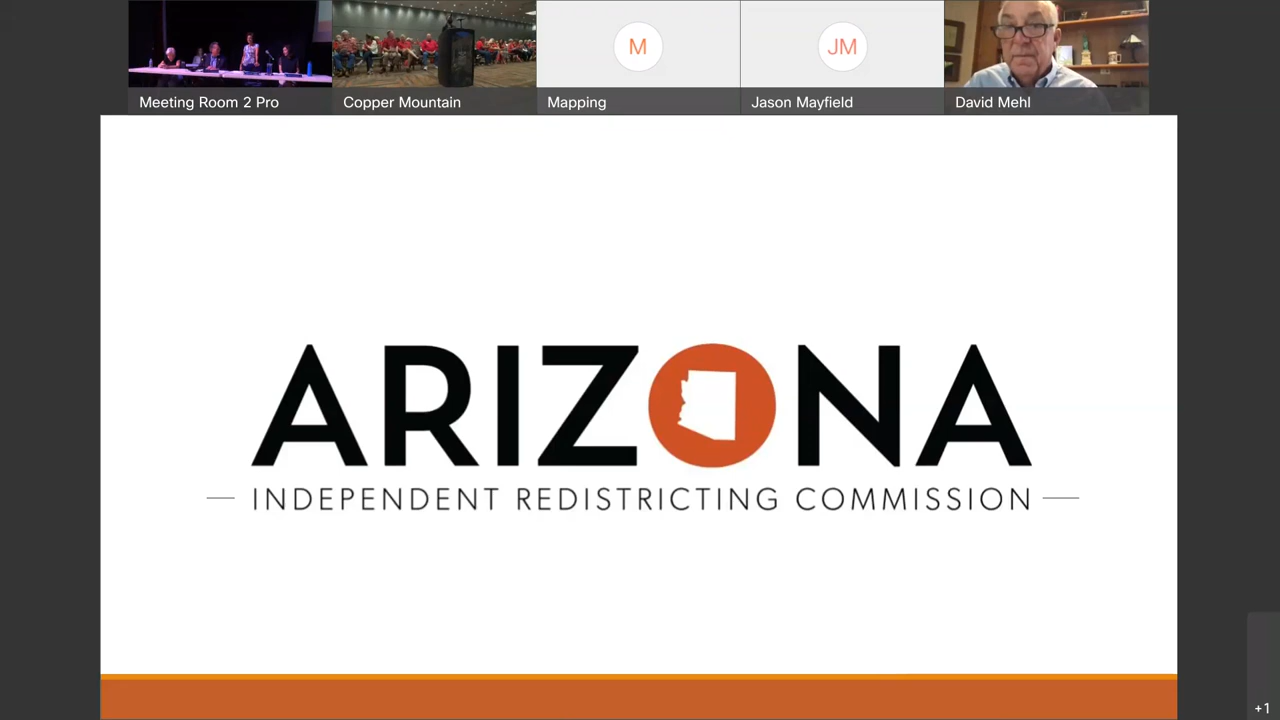 Meeting Room 2 Pro
Copper Mountain
M
Mapping
JM
Jason Mayfield
David Mehl
ARIZONA
INDEPENDENT REDISTRICTING COMMISSION
+1